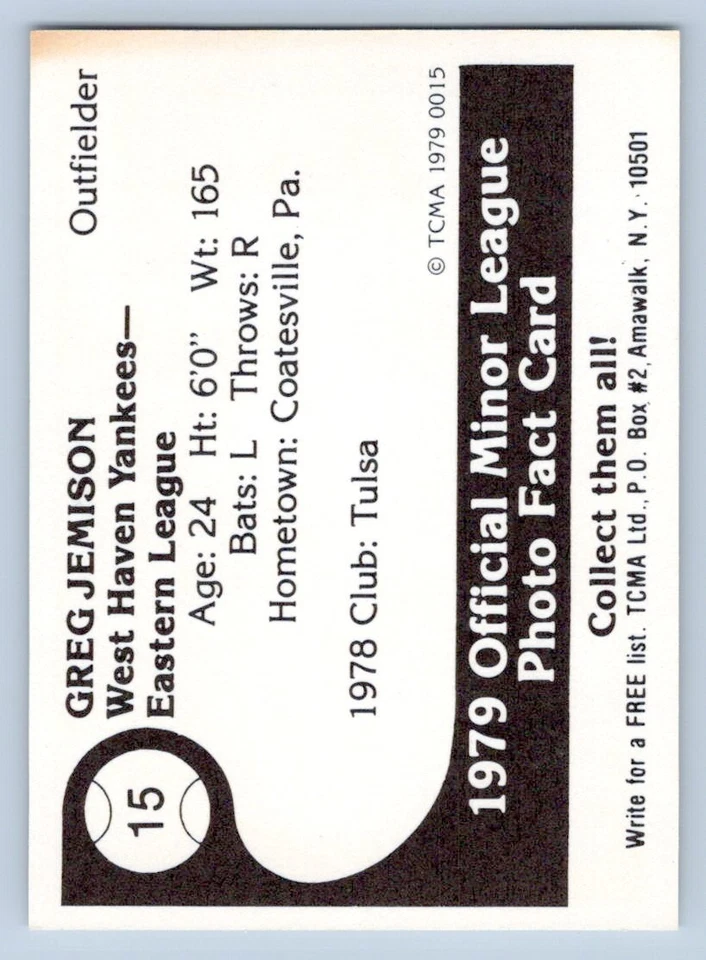 15
GREG JEMISON Outfielder
West Haven Yankees—
Eastern League
Age: 24 Ht: 6'0" Wt: 165
Bats: L Throws: R
Hometown: Coatesville, Pa.
1978 Club: Tulsa
© TCMA 1979 0015
1979 Official Minor League
Photo Fact Card
Collect them all!
Write for a FREE list. TCMA Ltd., P.O. Box #2, Amawalk, N.Y. 10501